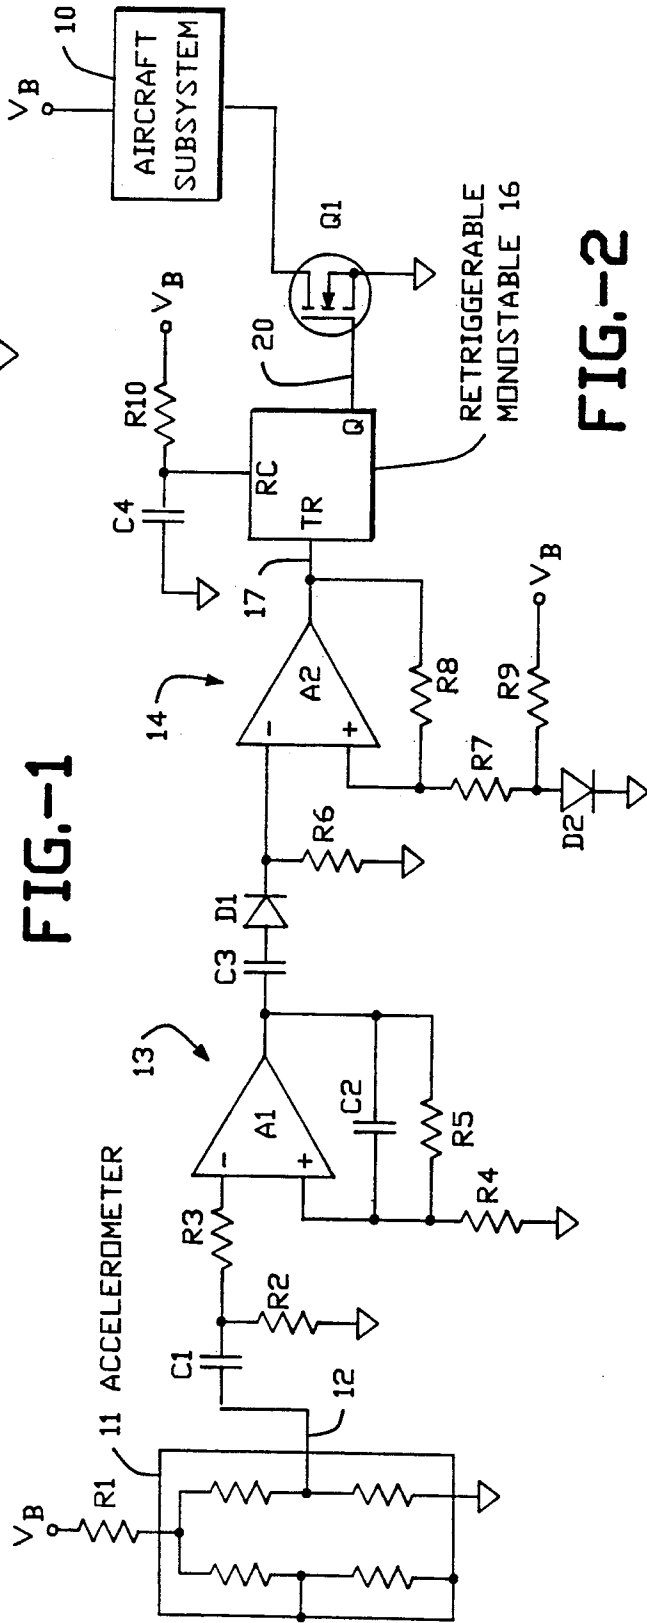 FIG.-1
V_B
R1
11 ACCELEROMETER
12
C1
R2
R3
13
A1
-
+
C2
R5
R4
C3
D1
R6
14
A2
-
+
R8
R7
R9
V_B
D2
17
C4
R10
V_B
RC
TR
Q
20
Q1
RETRIGGERABLE
MONOSTABLE 16
V_B
10
AIRCRAFT
SUBSYSTEM
FIG.-2